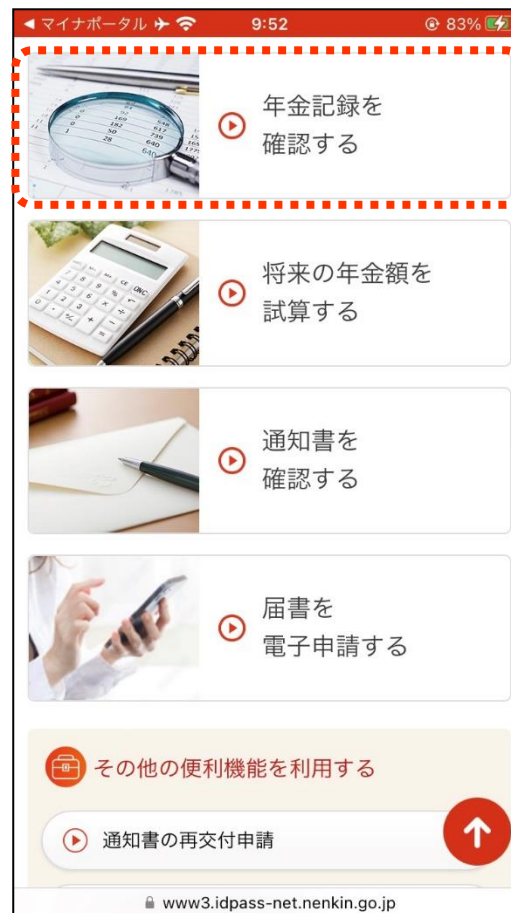 マイナポータル
9:52
83%
年金記録を
確認する
将来の年金額を
試算する
通知書を
確認する
届書を
電子申請する
その他の便利機能を利用する
通知書の再交付申請
www3.idpass-net.nenkin.go.jp